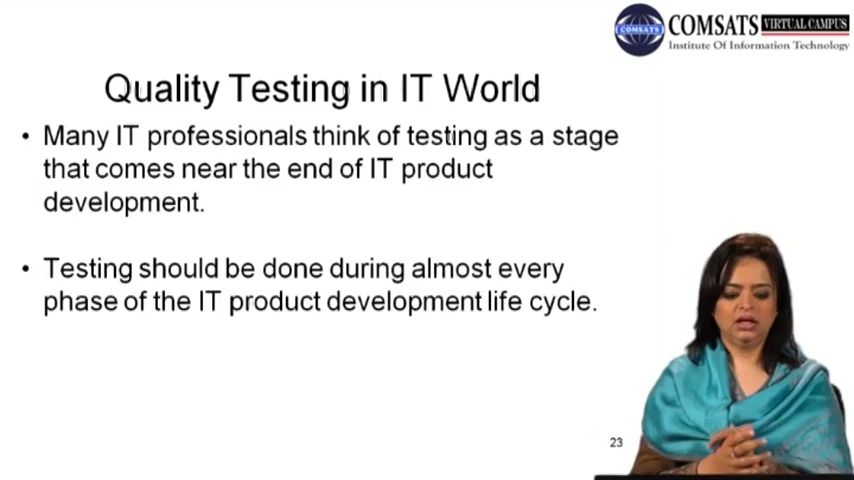 COMSATS
COMSATS VIRTUAL CAMPUS
Institute Of Information Technology
Quality Testing in IT World
• Many IT professionals think of testing as a stage
that comes near the end of IT product
development.
• Testing should be done during almost every
phase of the IT product development life cycle.
23